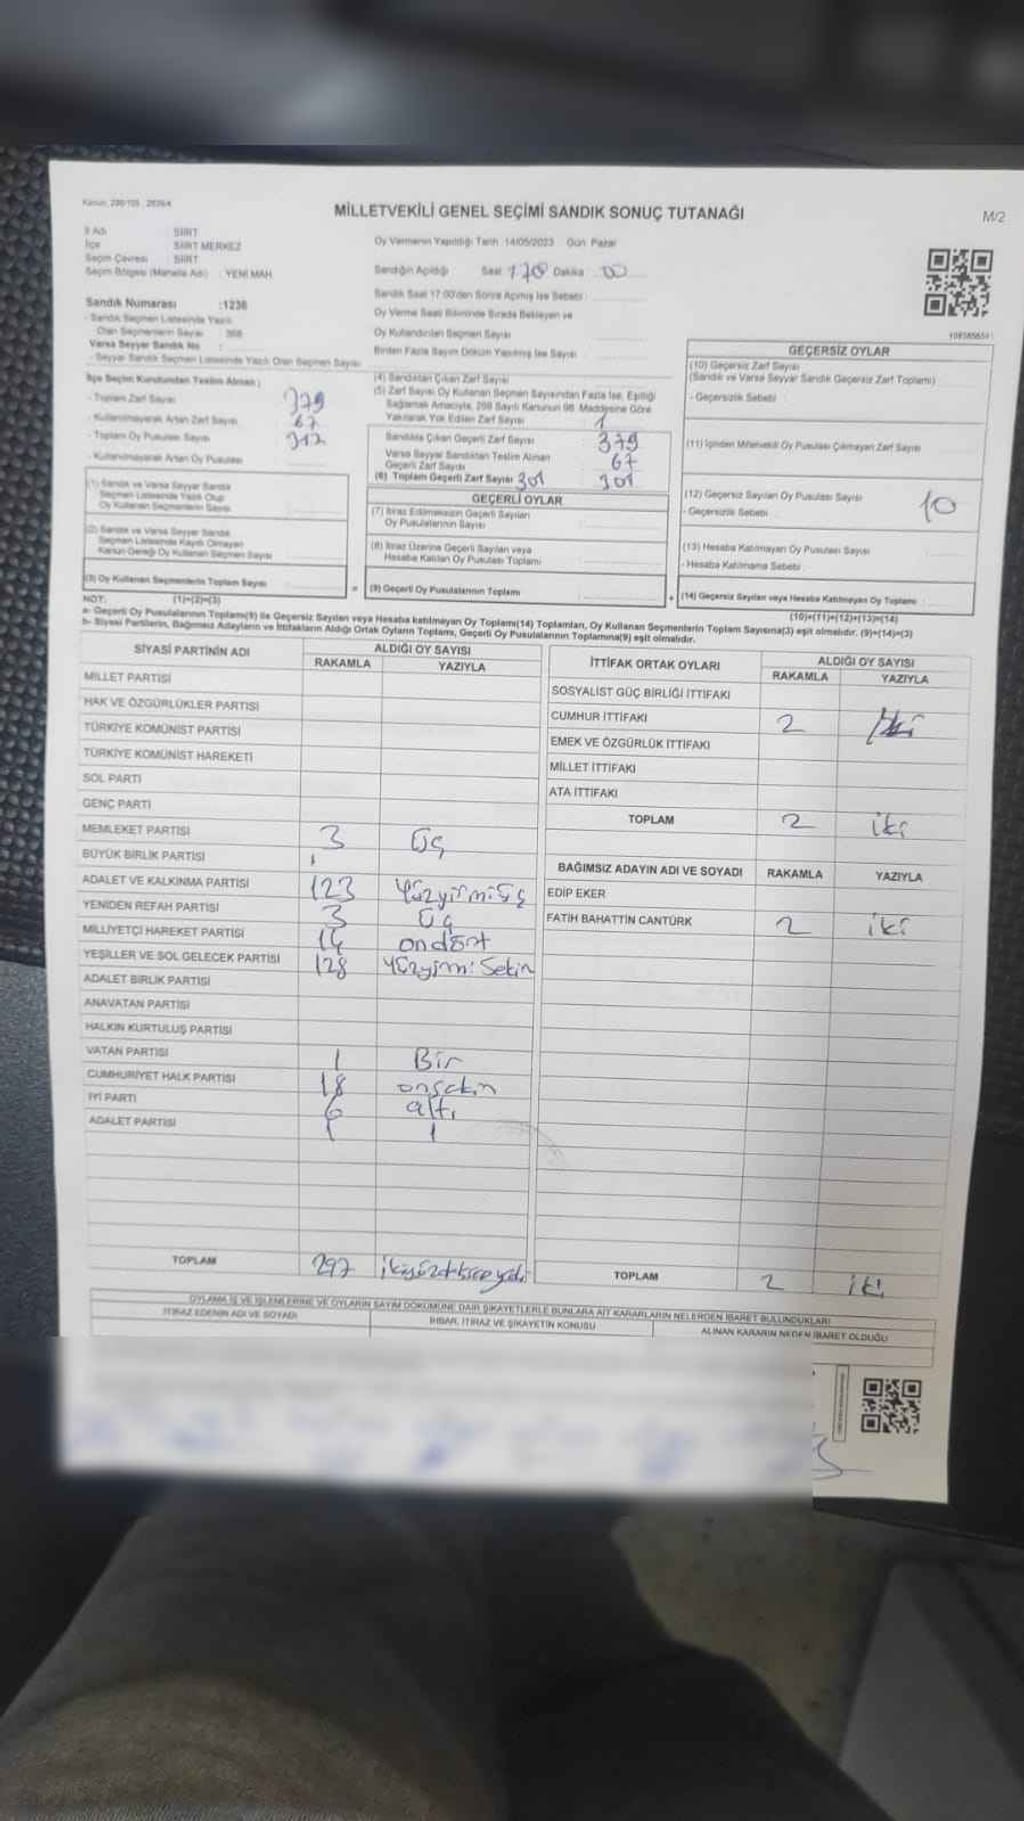 MİLLETVEKİLİ GENEL SEÇİMİ SANDIK SONUÇ TUTANAĞI
M/2
İl Adı : SİİRT
İlçe : SİİRT MERKEZ
Seçim Çevresi : SİİRT
Seçim Bölgesi (Mahalle Adı) : YENİ MAH.
Sandık Numarası :1236
- Sandık Seçmen Listesinde Yazılı
Olan Seçmenlerin Sayısı
Varsa Seyyar Sandık No :
- Seyyar Sandık Seçmen Listesinde Yazılı Olan Seçmen Sayısı
Oy Vermenin Yapıldığı Tarih :14/05/2023 Gün: Pazar
Sandığın Açıldığı Saat Dakika 00
Sandık Saat 17:00'den Sonra Açılmış İse Sebebi :
Oy Verme Saati Bitiminde Sırada Bekleyen ve
Oy Kullandırılan Seçmen Sayısı
Birden Fazla Sayım Döküm Yapılmış İse Sayısı
İlçe Seçim Kurulundan Teslim Alınan ;
- Toplam Zarf Sayısı 379
- Kullanılmayarak Artan Zarf Sayısı 67
- Toplam Oy Pusulası Sayısı 312
- Kullanılmayarak Artan Oy Pusulası
(1) Sandık ve Varsa Seyyar Sandık
Seçmen Listesinde Yazılı Olup
Oy Kullanan Seçmenlerin Sayısı
(2) Sandık ve Varsa Seyyar Sandık
Seçmen Listesinde Kaydı Olmayan
Kanun Gereği Oy Kullanan Seçmen Sayısı
(3) Oy Kullanan Seçmenlerin Toplam Sayısı
(4) Sandıktan Çıkan Zarf Sayısı
(5) Zarf Sayısı Oy Kullanan Seçmen Sayısından Fazla İse, Eşitliği
Sağlamak Amacıyla, 298 Sayılı Kanunun 98. Maddesine Göre
Yakılarak Yok Edilen Zarf Sayısı 1
Sandıkta Çıkan Geçerli Zarf Sayısı 379
Varsa Seyyar Sandıktan Teslim Alınan
Geçerli Zarf Sayısı 67
(6) Toplam Geçerli Zarf Sayısı 301 301
GEÇERLİ OYLAR
(7) İtiraz Edilmeksizin Geçerli Sayılan
Oy Pusulalarının Sayısı
(8) İtiraz Üzerine Geçerli Sayılan veya
Hesaba Katılan Oy Pusulası Toplamı
(9) Geçerli Oy Pusulalarının Toplamı
GEÇERSİZ OYLAR
(10) Geçersiz Zarf Sayısı
(Sandık ve Varsa Seyyar Sandık Geçersiz Zarf Toplamı)
- Geçersizlik Sebebi
(11) İçinden Milletvekili Oy Pusulası Çıkmayan Zarf Sayısı
(12) Geçersiz Sayılan Oy Pusulası Sayısı 10
- Geçersizlik Sebebi
(13) Hesaba Katılmayan Oy Pusulası Sayısı
- Hesaba Katılmama Sebebi
(14) Geçersiz Sayılan veya Hesaba Katılmayan Oy Toplamı
NOT: (1)+(2)=(3) (10)+(11)+(12)+(13)=(14)
a- Geçerli Oy Pusulalarının Toplamı(9) ile Geçersiz Sayılan veya Hesaba katılmayan Oy Toplamı(14) Toplamları, Oy Kullanan Seçmenlerin Toplam Sayısına(3) eşit olmalıdır. (9)+(14)=(3)
b- Siyasi Partilerin, Bağımsız Adayların ve İttifakların Aldığı Ortak Oyların Toplamı, Geçerli Oy Pusulalarının Toplamına(9) eşit olmalıdır.
SİYASİ PARTİNİN ADI ALDIĞI OY SAYISI
RAKAMLA YAZIYLA
MİLLET PARTİSİ
HAK VE ÖZGÜRLÜKLER PARTİSİ
TÜRKİYE KOMÜNİST PARTİSİ
TÜRKİYE KOMÜNİST HAREKETİ
SOL PARTİ
GENÇ PARTİ
MEMLEKET PARTİSİ 3 üç
BÜYÜK BİRLİK PARTİSİ
ADALET VE KALKINMA PARTİSİ 123 Yüzyirmiüç
YENİDEN REFAH PARTİSİ 3 üç
MİLLİYETÇİ HAREKET PARTİSİ 14 ondört
YEŞİLLER VE SOL GELECEK PARTİSİ 128
ADALET BİRLİK PARTİSİ
ANAVATAN PARTİSİ
HALKIN KURTULUŞ PARTİSİ
VATAN PARTİSİ 1 Bir
CUMHURİYET HALK PARTİSİ 18
İYİ PARTİ 6 altı
ADALET PARTİSİ 1 1
TOPLAM 297
İTTİFAK ORTAK OYLARI ALDIĞI OY SAYISI
RAKAMLA YAZIYLA
SOSYALİST GÜÇ BİRLİĞİ İTTİFAKI
CUMHUR İTTİFAKI 2 iki
EMEK VE ÖZGÜRLÜK İTTİFAKI
MİLLET İTTİFAKI
ATA İTTİFAKI
TOPLAM 2 iki
BAĞIMSIZ ADAYIN ADI VE SOYADI RAKAMLA YAZIYLA
EDİP EKER
FATİH BAHATTİN CANTÜRK 2 iki
TOPLAM 2 iki
OYLAMA İŞ VE İŞLEMLERİNE VE OYLARIN SAYIM DÖKÜMÜNE DAİR ŞİKAYETLERLE BUNLARA AİT KARARLARIN NELERDEN İBARET BULUNDUKLARI
İTİRAZ EDENİN ADI VE SOYADI İHBAR, İTİRAZ VE ŞİKAYETİN KONUSU ALINAN KARARIN NEDEN İBARET OLDUĞU